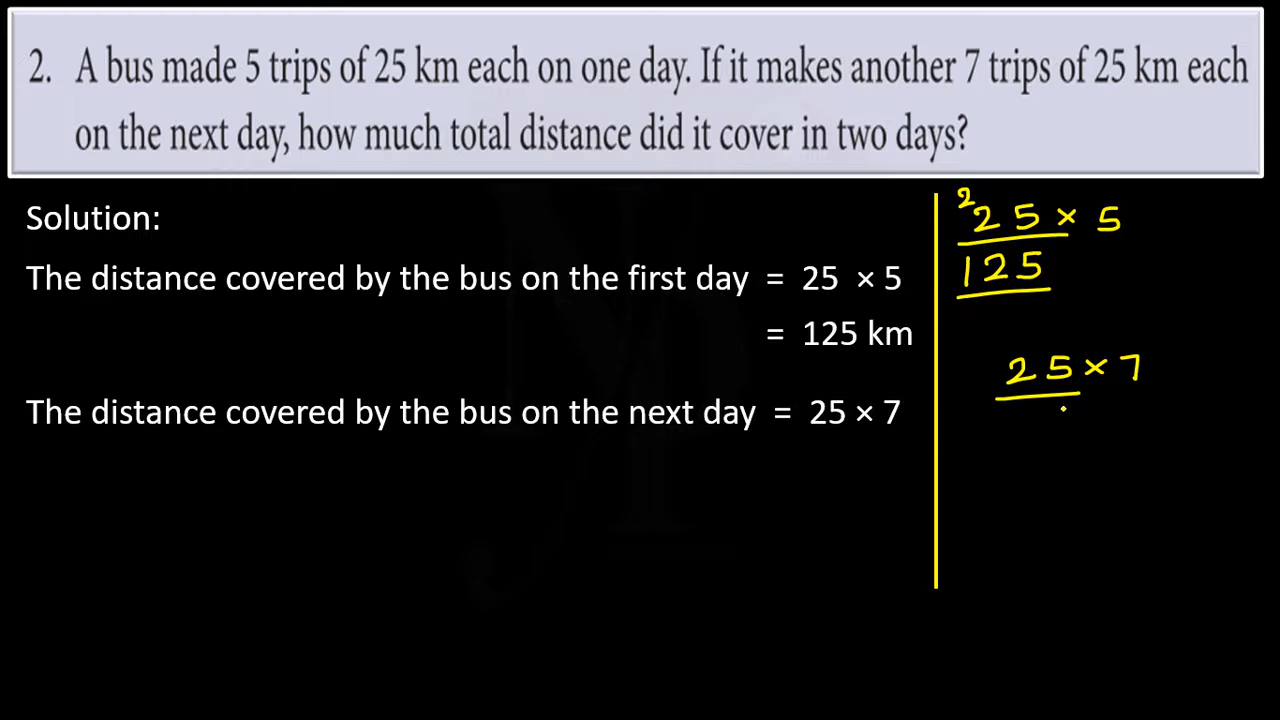 2. A bus made 5 trips of 25 km each on one day. If it makes another 7 trips of 25 km each
on the next day, how much total distance did it cover in two days?
Solution:
The distance covered by the bus on the first day = 25 × 5
= 125 km
The distance covered by the bus on the next day = 25 × 7
2
25 × 5
125
25 × 7